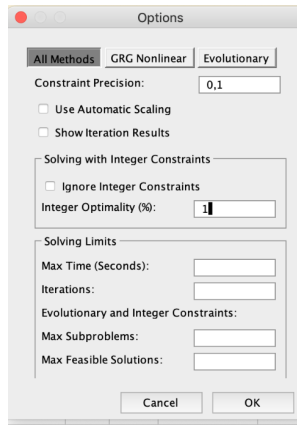 Options
All Methods GRG Nonlinear Evolutionary
Constraint Precision: 0,1
Use Automatic Scaling
Show Iteration Results
Solving with Integer Constraints
Ignore Integer Constraints
Integer Optimality (%): 1
Solving Limits
Max Time (Seconds):
Iterations:
Evolutionary and Integer Constraints:
Max Subproblems:
Max Feasible Solutions:
Cancel OK